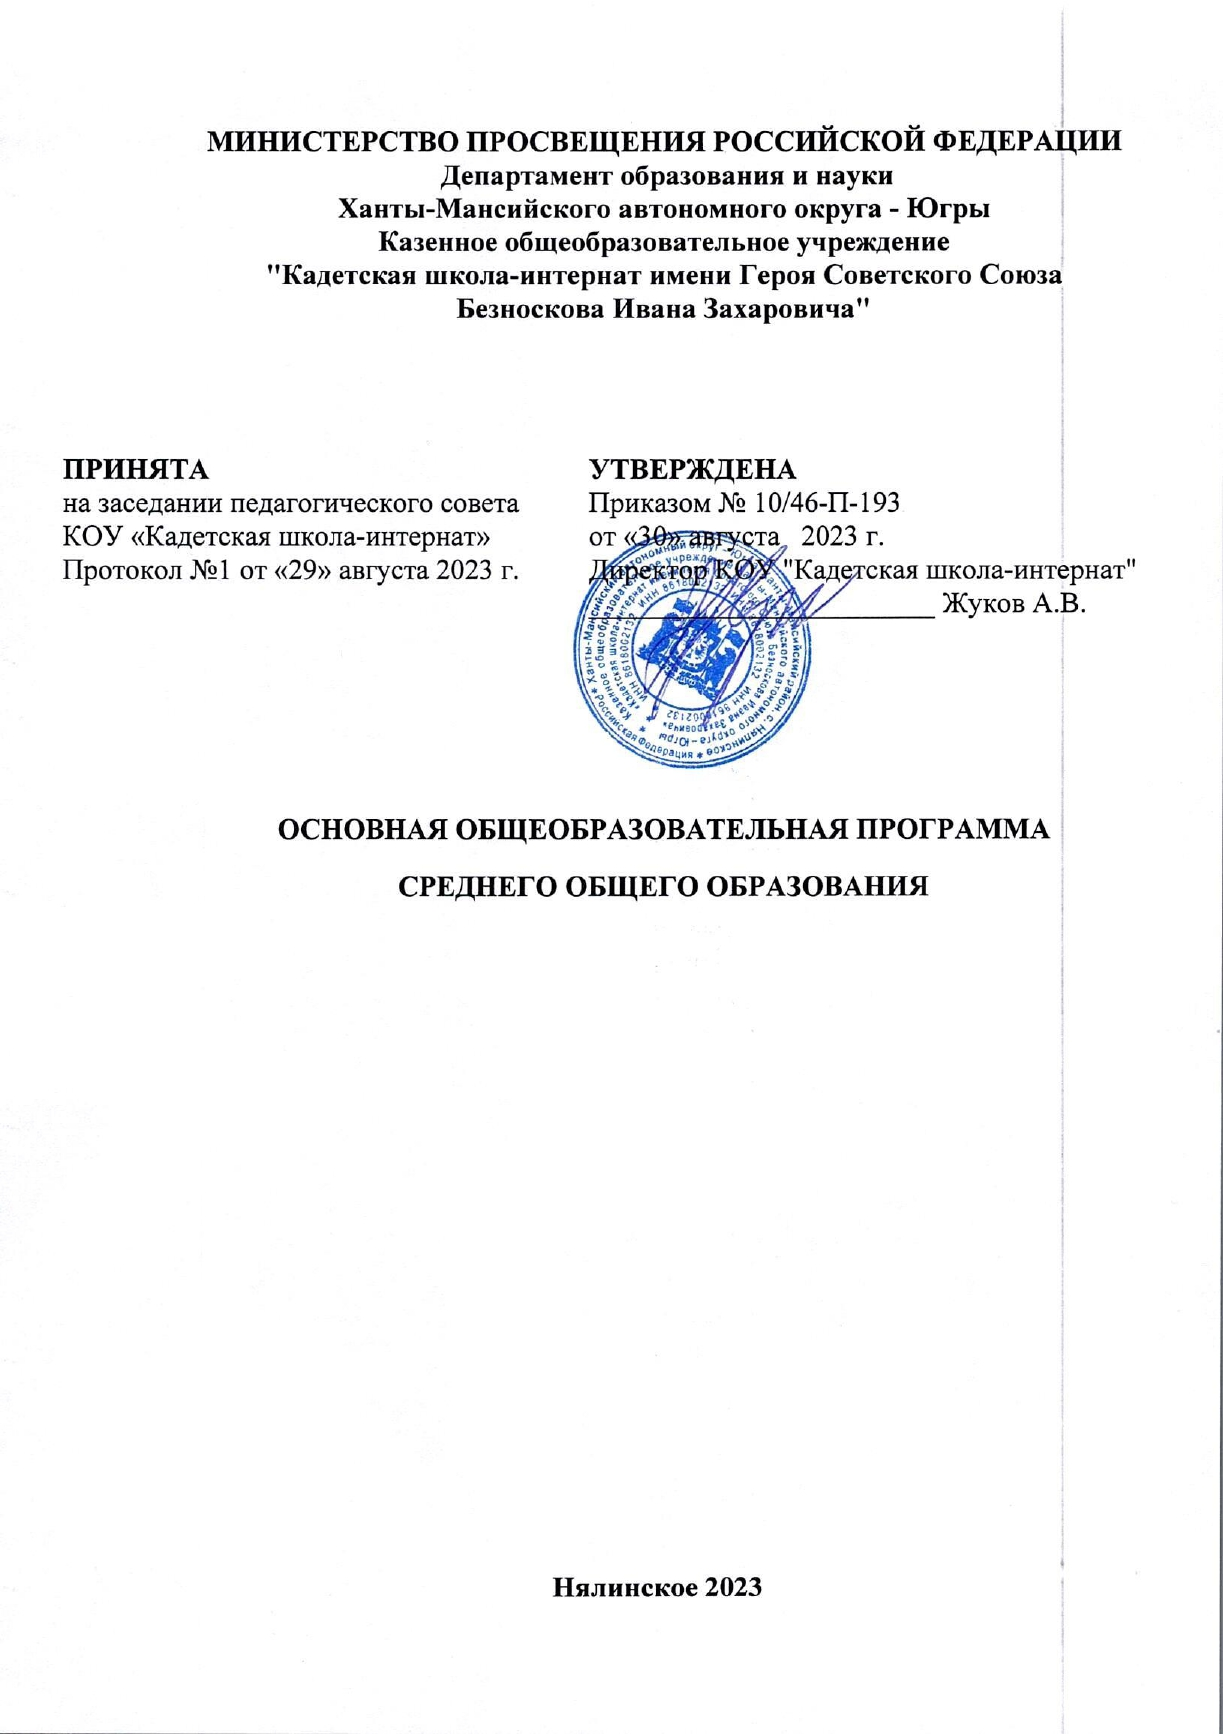 МИНИСТЕРСТВО ПРОСВЕЩЕНИЯ РОССИЙСКОЙ ФЕДЕРАЦИИ
Департамент образования и науки
Ханты-Мансийского автономного округа - Югры
Казенное общеобразовательное учреждение
"Кадетская школа-интернат имени Героя Советского Союза
Безноскова Ивана Захаровича"
ПРИНЯТА
на заседании педагогического совета
КОУ «Кадетская школа-интернат»
Протокол №1 от «29» августа 2023 г.
УТВЕРЖДЕНА
Приказом № 10/46-П-193
от «30» августа 2023 г.
Директор КОУ "Кадетская школа-интернат"
Жуков А.В.
ИНН 8618002132
ОСНОВНАЯ ОБЩЕОБРАЗОВАТЕЛЬНАЯ ПРОГРАММА
СРЕДНЕГО ОБЩЕГО ОБРАЗОВАНИЯ
Нялинское 2023